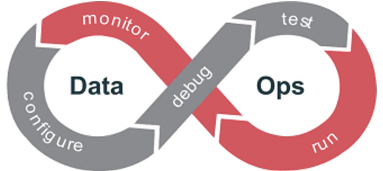 monitor
test
Data
Ops
debug
configure
run